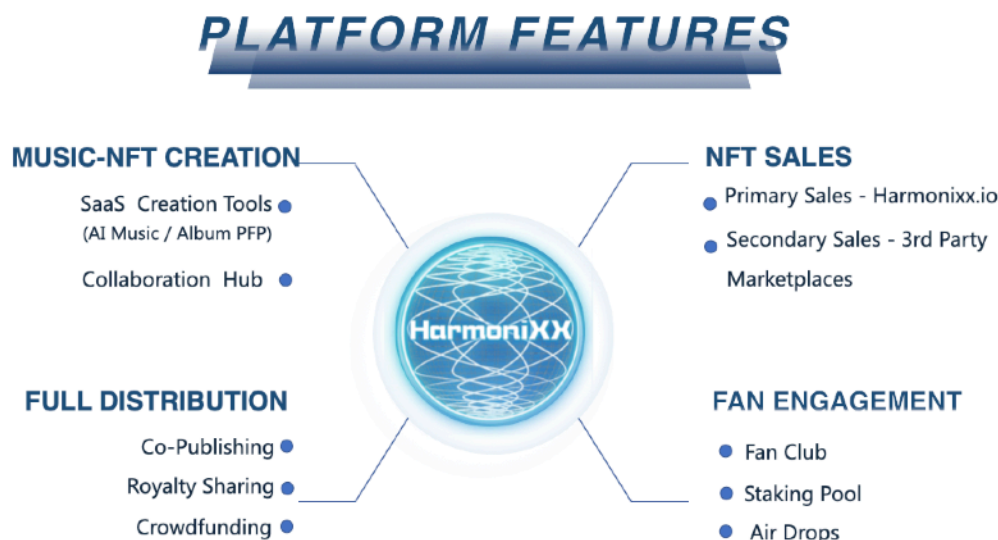 PLATFORM FEATURES
MUSIC-NFT CREATION
SaaS Creation Tools
(AI Music / Album PFP)
Collaboration Hub
NFT SALES
Primary Sales - Harmonixx.io
Secondary Sales - 3rd Party
Marketplaces
HarmoniXX
FULL DISTRIBUTION
Co-Publishing
Royalty Sharing
Crowdfunding
FAN ENGAGEMENT
Fan Club
Staking Pool
Air Drops